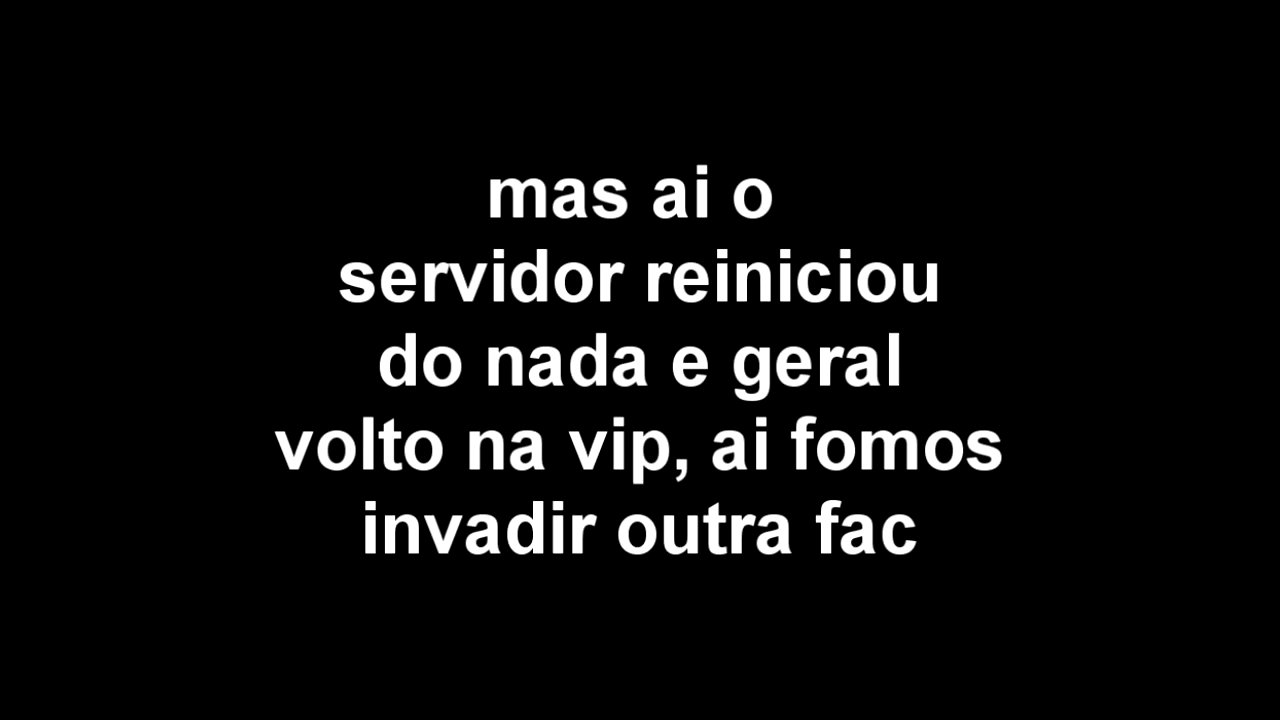 mas ai o
servidor reiniciou
do nada e geral
volto na vip, ai fomos
invadir outra fac